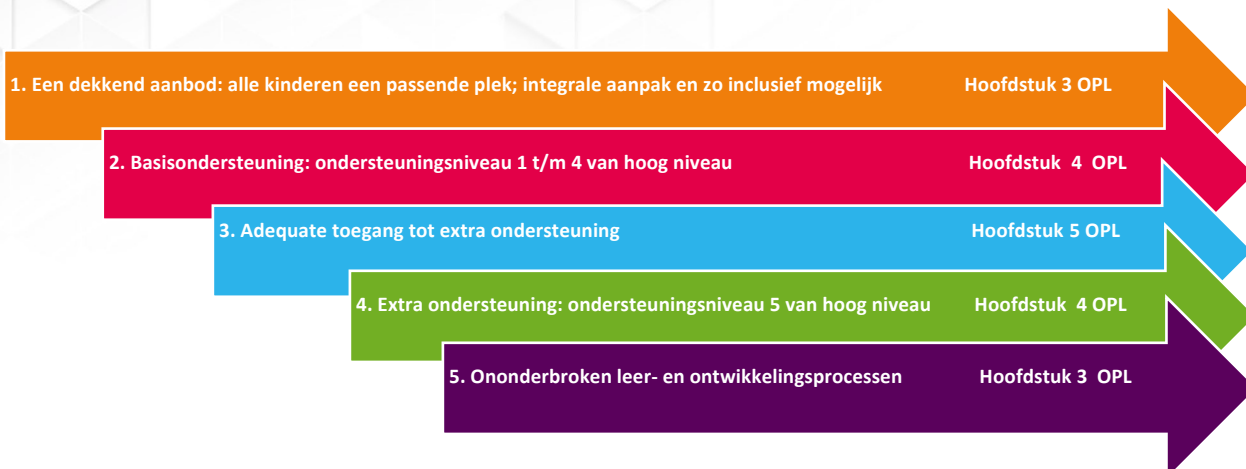 1. Een dekkend aanbod: alle kinderen een passende plek; integrale aanpak en zo inclusief mogelijk Hoofdstuk 3 OPL
2. Basisondersteuning: ondersteuningsniveau 1 t/m 4 van hoog niveau Hoofdstuk 4 OPL
3. Adequate toegang tot extra ondersteuning Hoofdstuk 5 OPL
4. Extra ondersteuning: ondersteuningsniveau 5 van hoog niveau Hoofdstuk 4 OPL
5. Ononderbroken leer- en ontwikkelingsprocessen Hoofdstuk 3 OPL